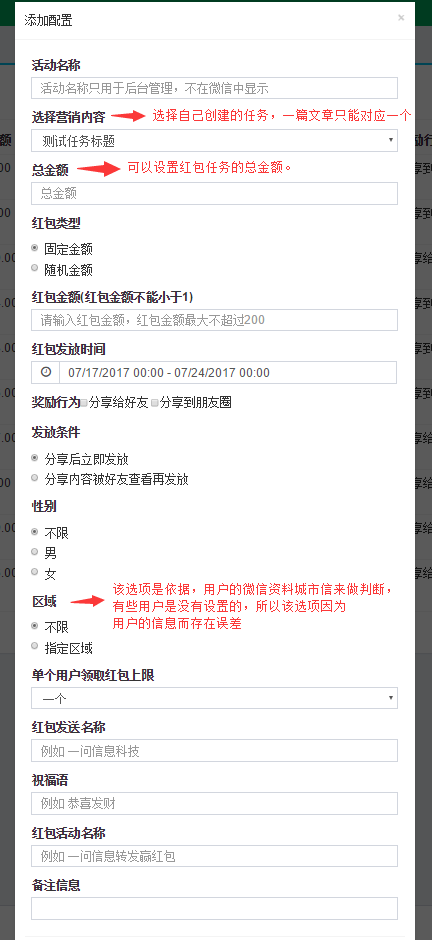 添加配置 ×
活动名称
活动名称只用于后台管理，不在微信中显示
选择营销内容 选择自己创建的任务，一篇文章只能对应一个
测试任务标题
总金额 可以设置红包任务的总金额。
总金额
红包类型
固定金额
随机金额
红包金额(红包金额不能小于1)
请输入红包金额，红包金额最大不超过200
红包发放时间
07/17/2017 00:00 - 07/24/2017 00:00
奖励行为 分享给好友 分享到朋友圈
发放条件
分享后立即发放
分享内容被好友查看再发放
性别
不限
男
女
该选项是依据，用户的微信资料城市信来做判断，
区域 有些用户是没有设置的，所以该选项因为
用户的信息而存在误差
不限
指定区域
单个用户领取红包上限
一个
红包发送名称
例如 一问信息科技
祝福语
例如 恭喜发财
红包活动名称
例如 一问信息转发赢红包
备注信息